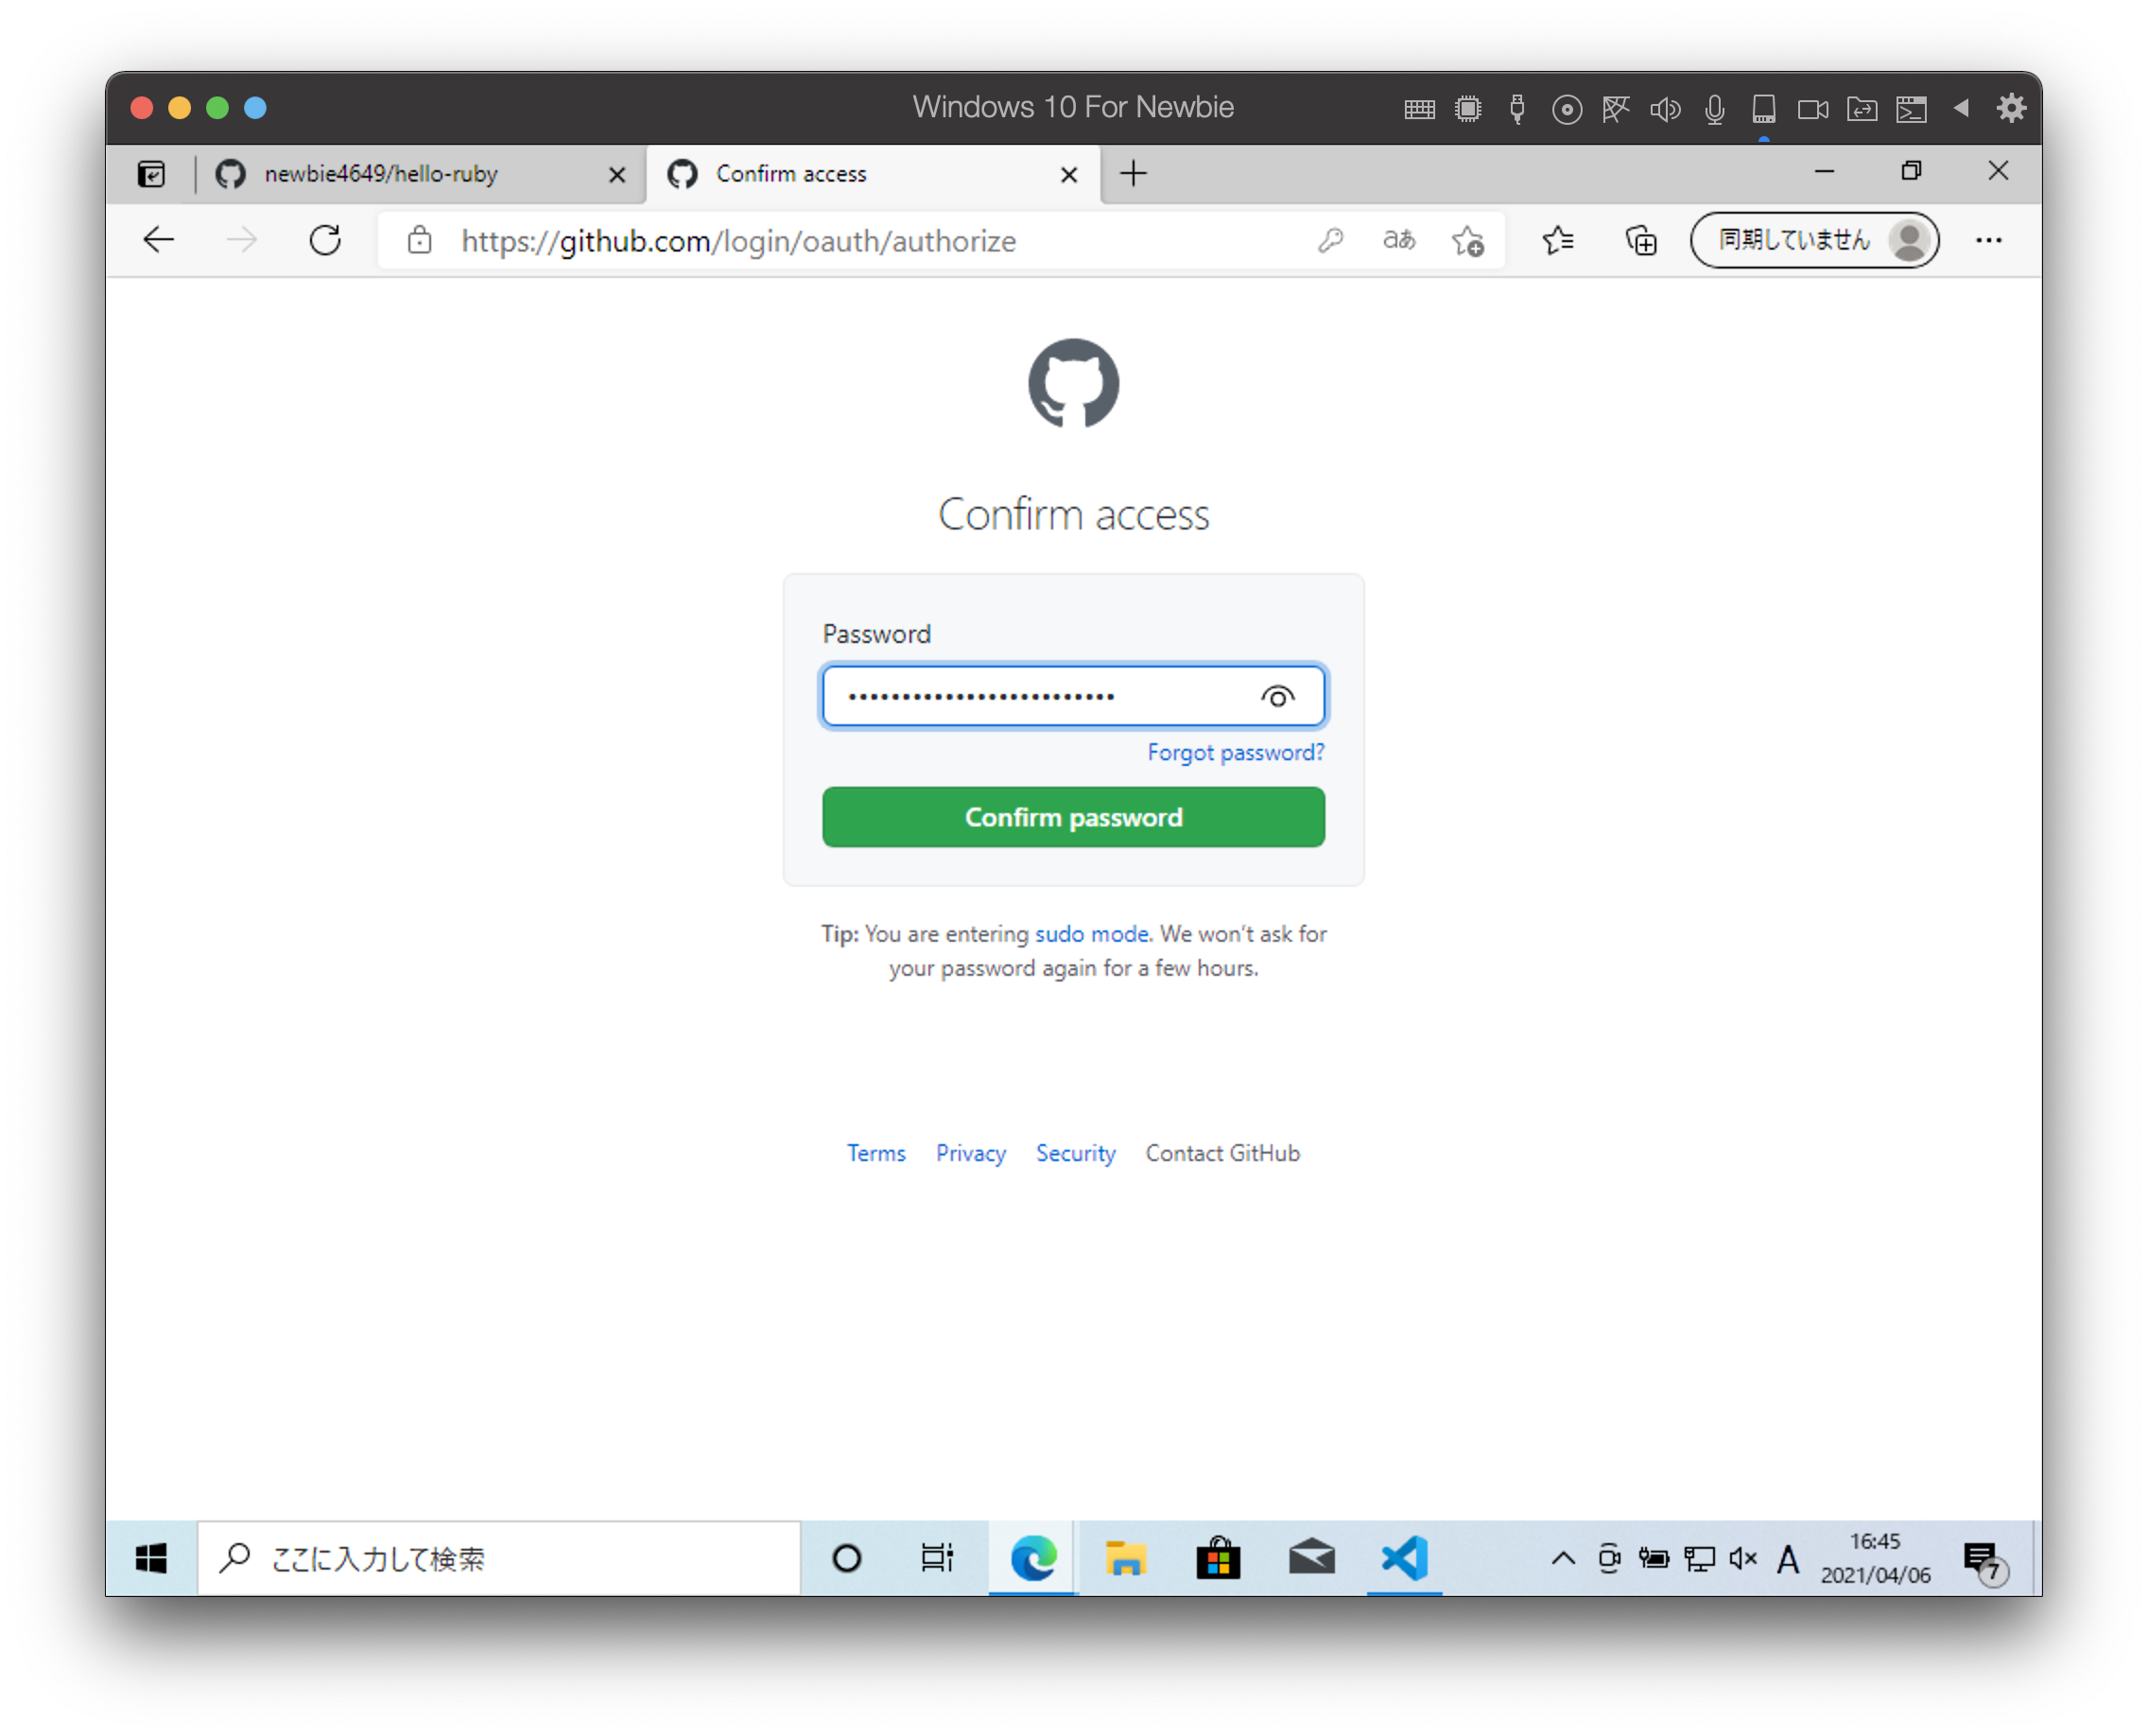 Windows 10 For Newbie
newbie4649/hello-ruby
Confirm access
https://github.com/login/oauth/authorize
aあ
同期していません
Confirm access
Password
•••••••••••••••••••••••••
Forgot password?
Confirm password
Tip: You are entering sudo mode. We won’t ask for
your password again for a few hours.
Terms Privacy Security Contact GitHub
ここに入力して検索
A
16:45
2021/04/06
7